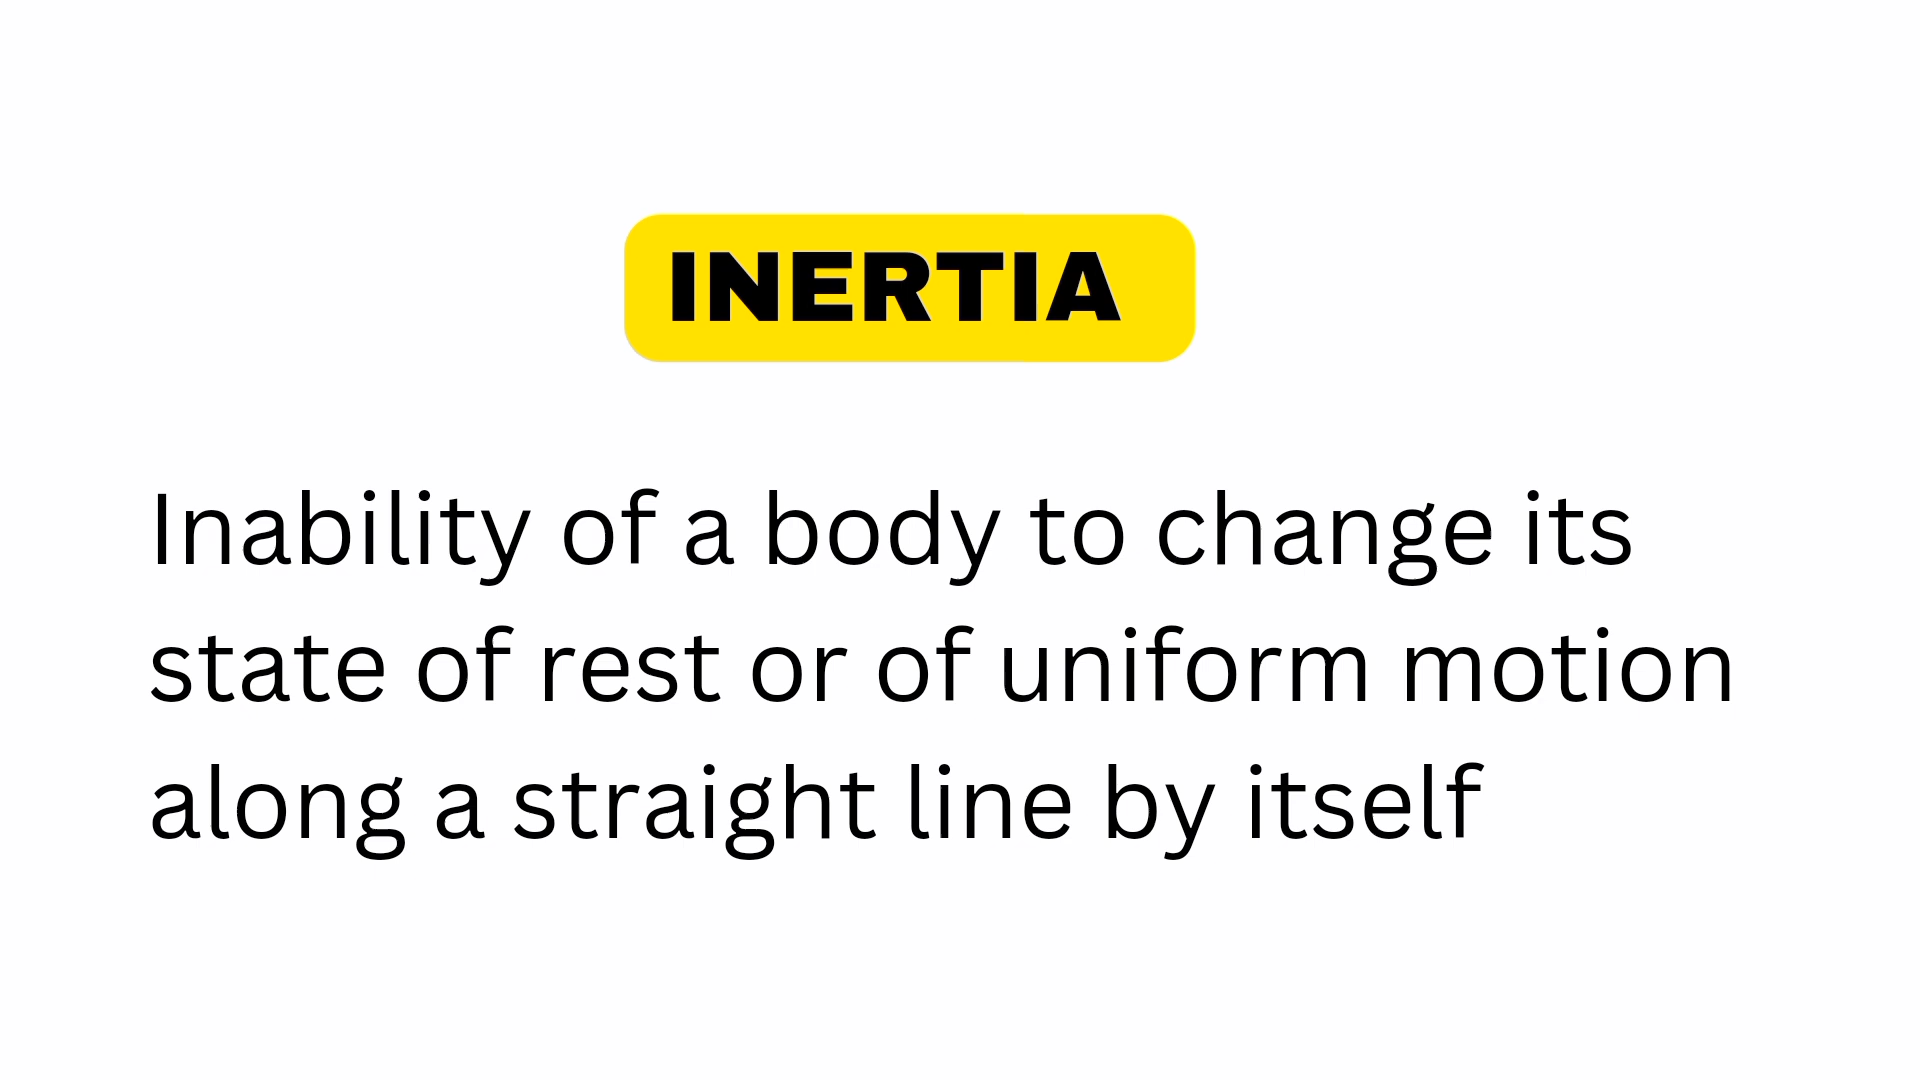 INERTIA
Inability of a body to change its
state of rest or of uniform motion
along a straight line by itself